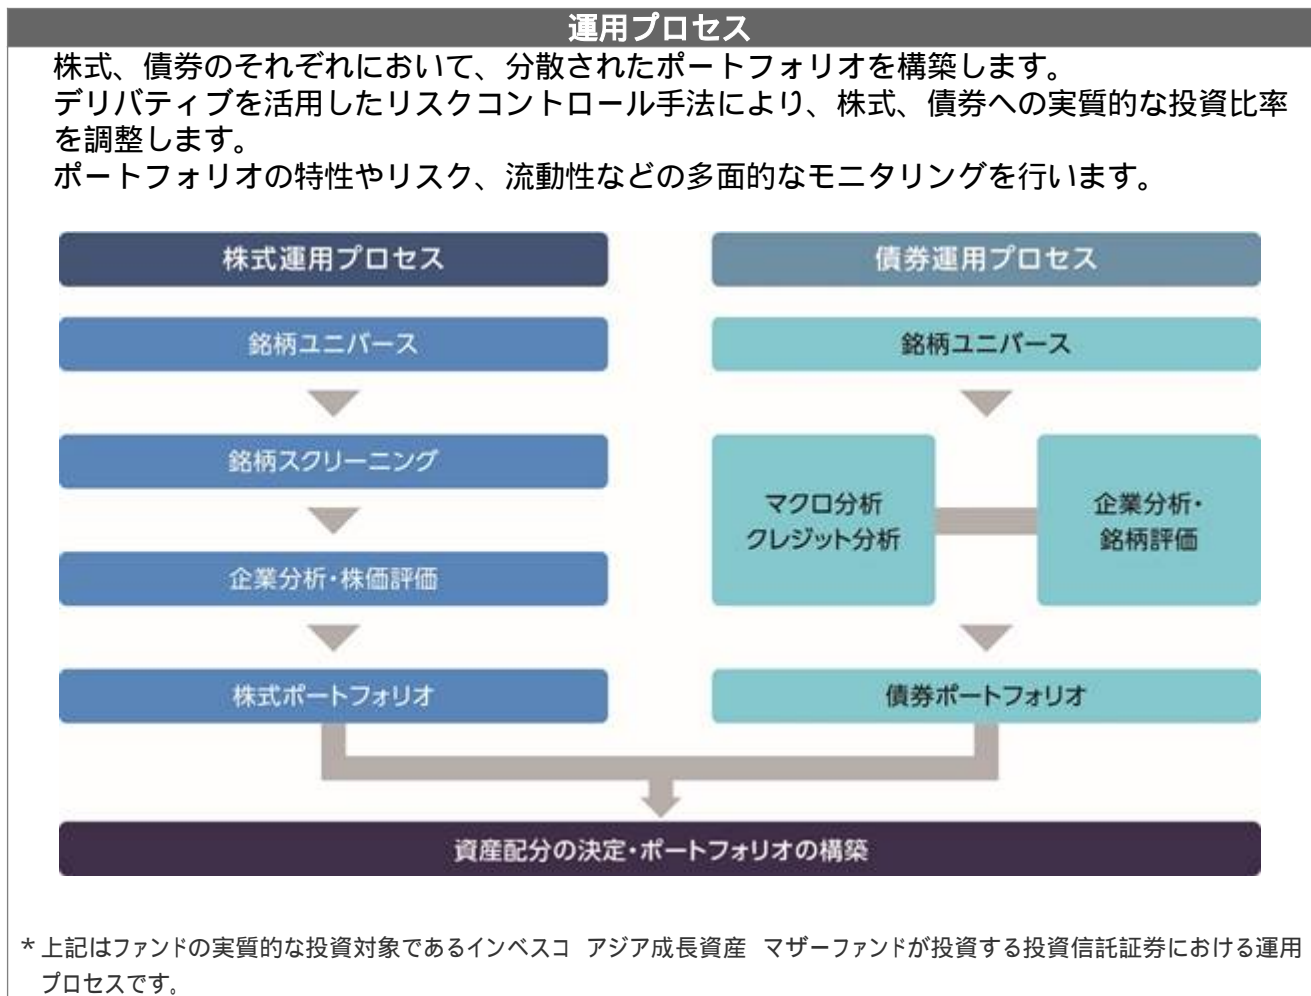 運用プロセス
株式、債券のそれぞれにおいて、分散されたポートフォリオを構築します。
デリバティブを活用したリスクコントロール手法により、株式、債券への実質的な投資比率
を調整します。
ポートフォリオの特性やリスク、流動性などの多面的なモニタリングを行います。
株式運用プロセス
銘柄ユニバース
銘柄スクリーニング
企業分析・株価評価
株式ポートフォリオ
債券運用プロセス
銘柄ユニバース
マクロ分析
クレジット分析
企業分析・
銘柄評価
債券ポートフォリオ
資産配分の決定・ポートフォリオの構築
*上記はファンドの実質的な投資対象であるインベスコ アジア成長資産 マザーファンドが投資する投資信託証券における運用
プロセスです。